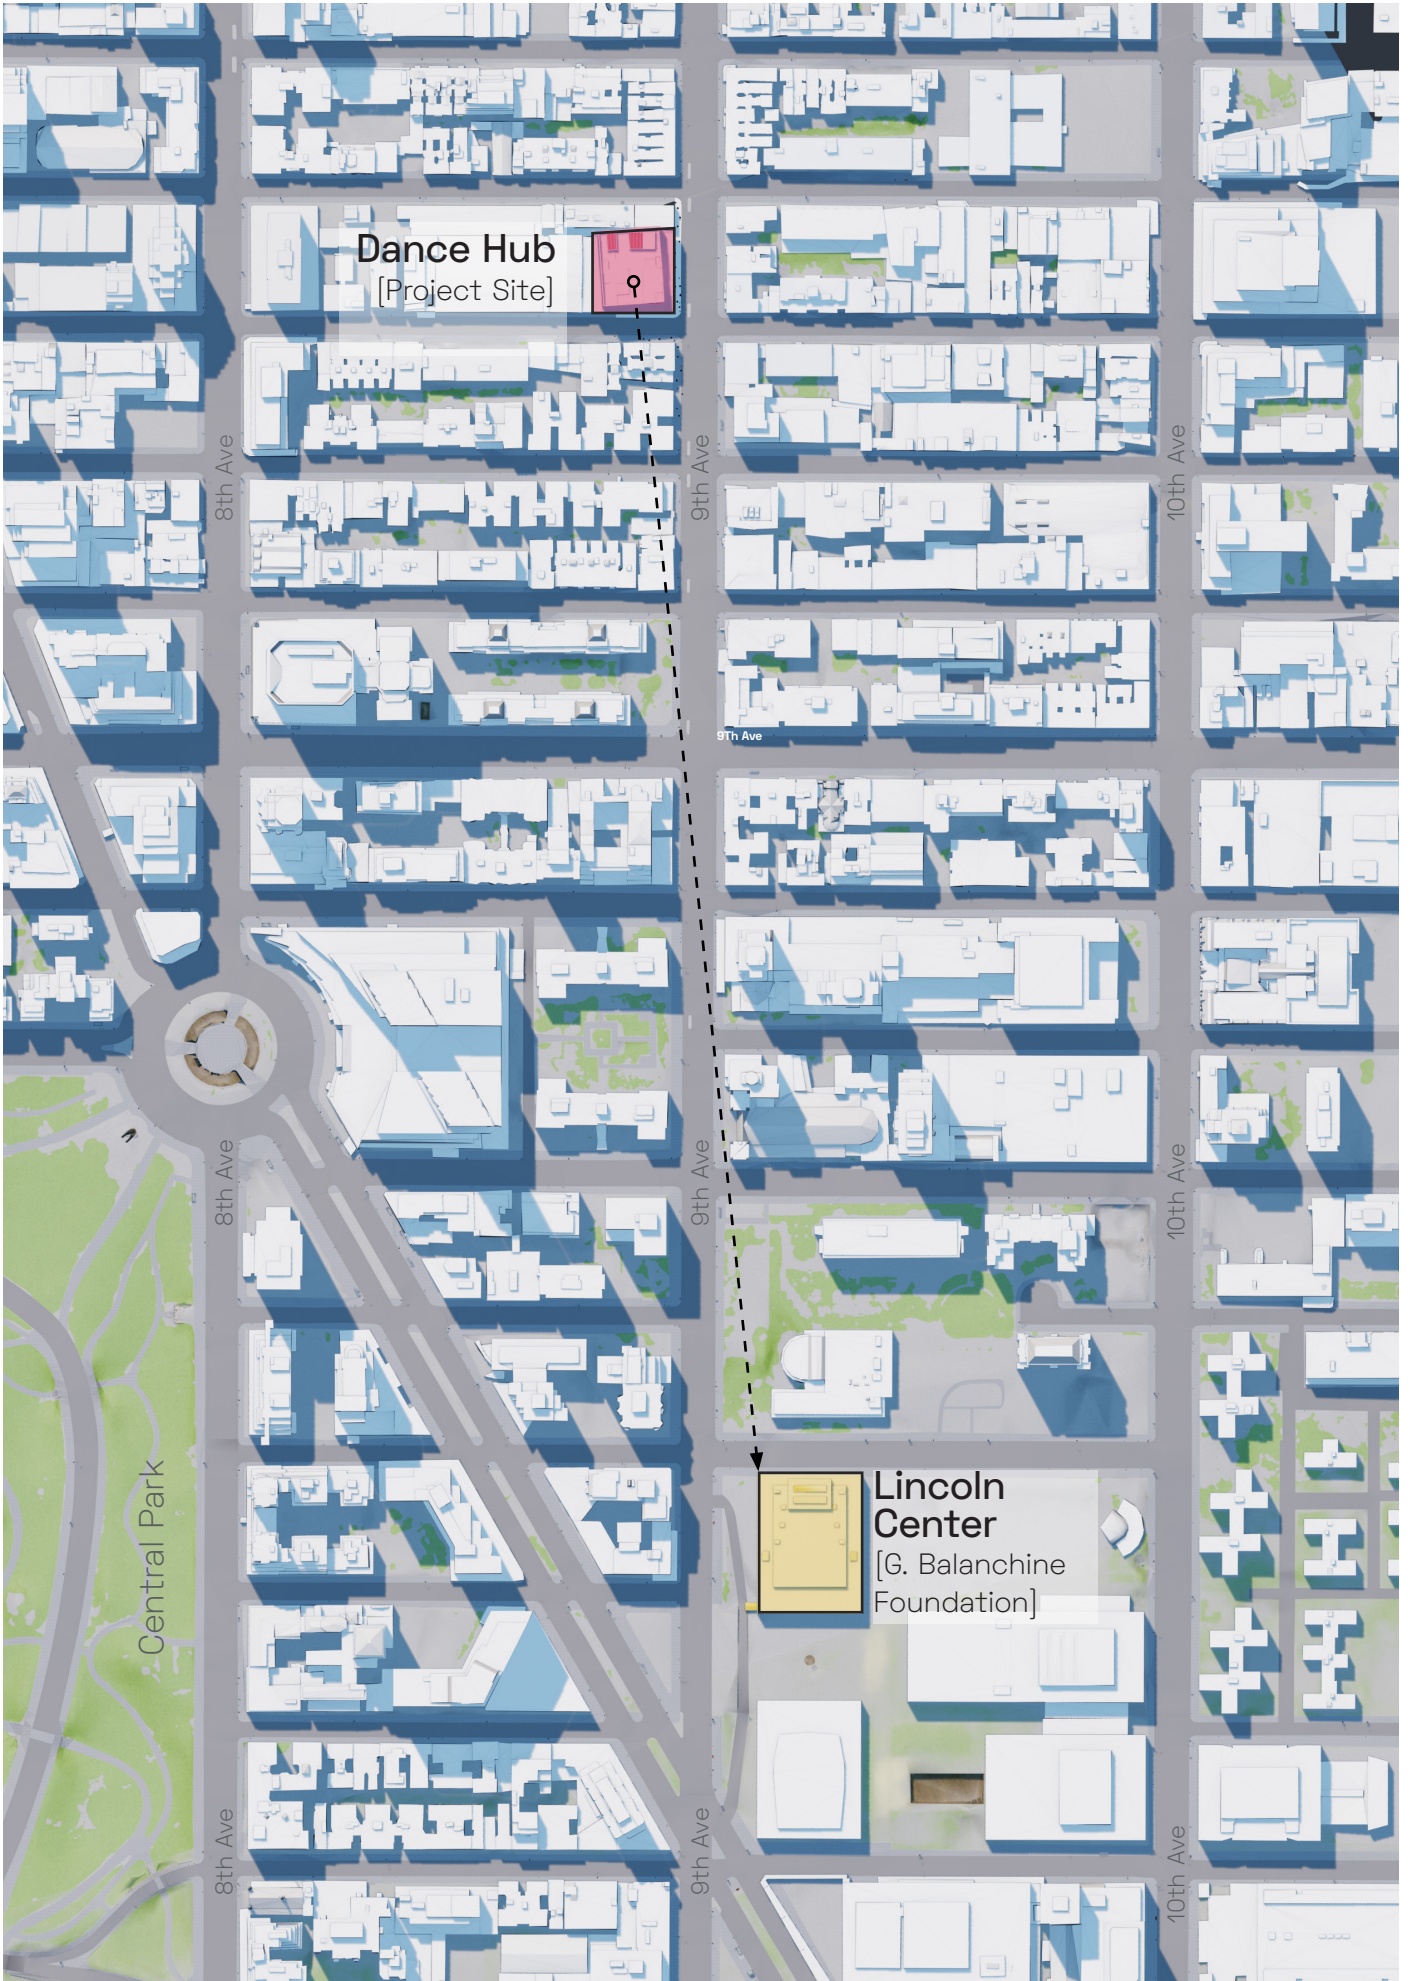 Dance Hub
[Project Site]
8th Ave
9th Ave
10th Ave
9Th Ave
8th Ave
9th Ave
10th Ave
Central Park
Lincoln
Center
[G. Balanchine
Foundation]
8th Ave
9th Ave
10th Ave